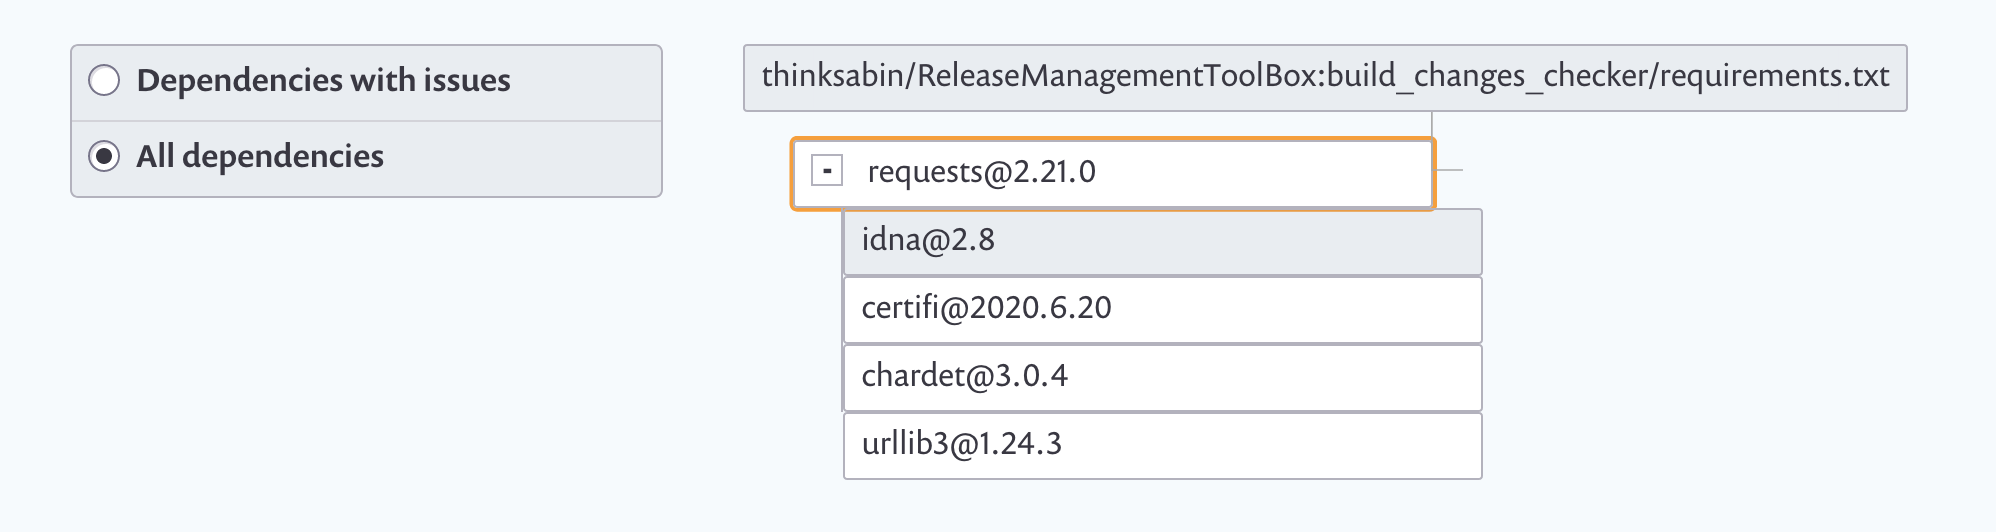 Dependencies with issues
All dependencies
thinksabin/ReleaseManagementToolBox:build_changes_checker/requirements.txt
- requests@2.21.0
idna@2.8
certifi@2020.6.20
chardet@3.0.4
urllib3@1.24.3